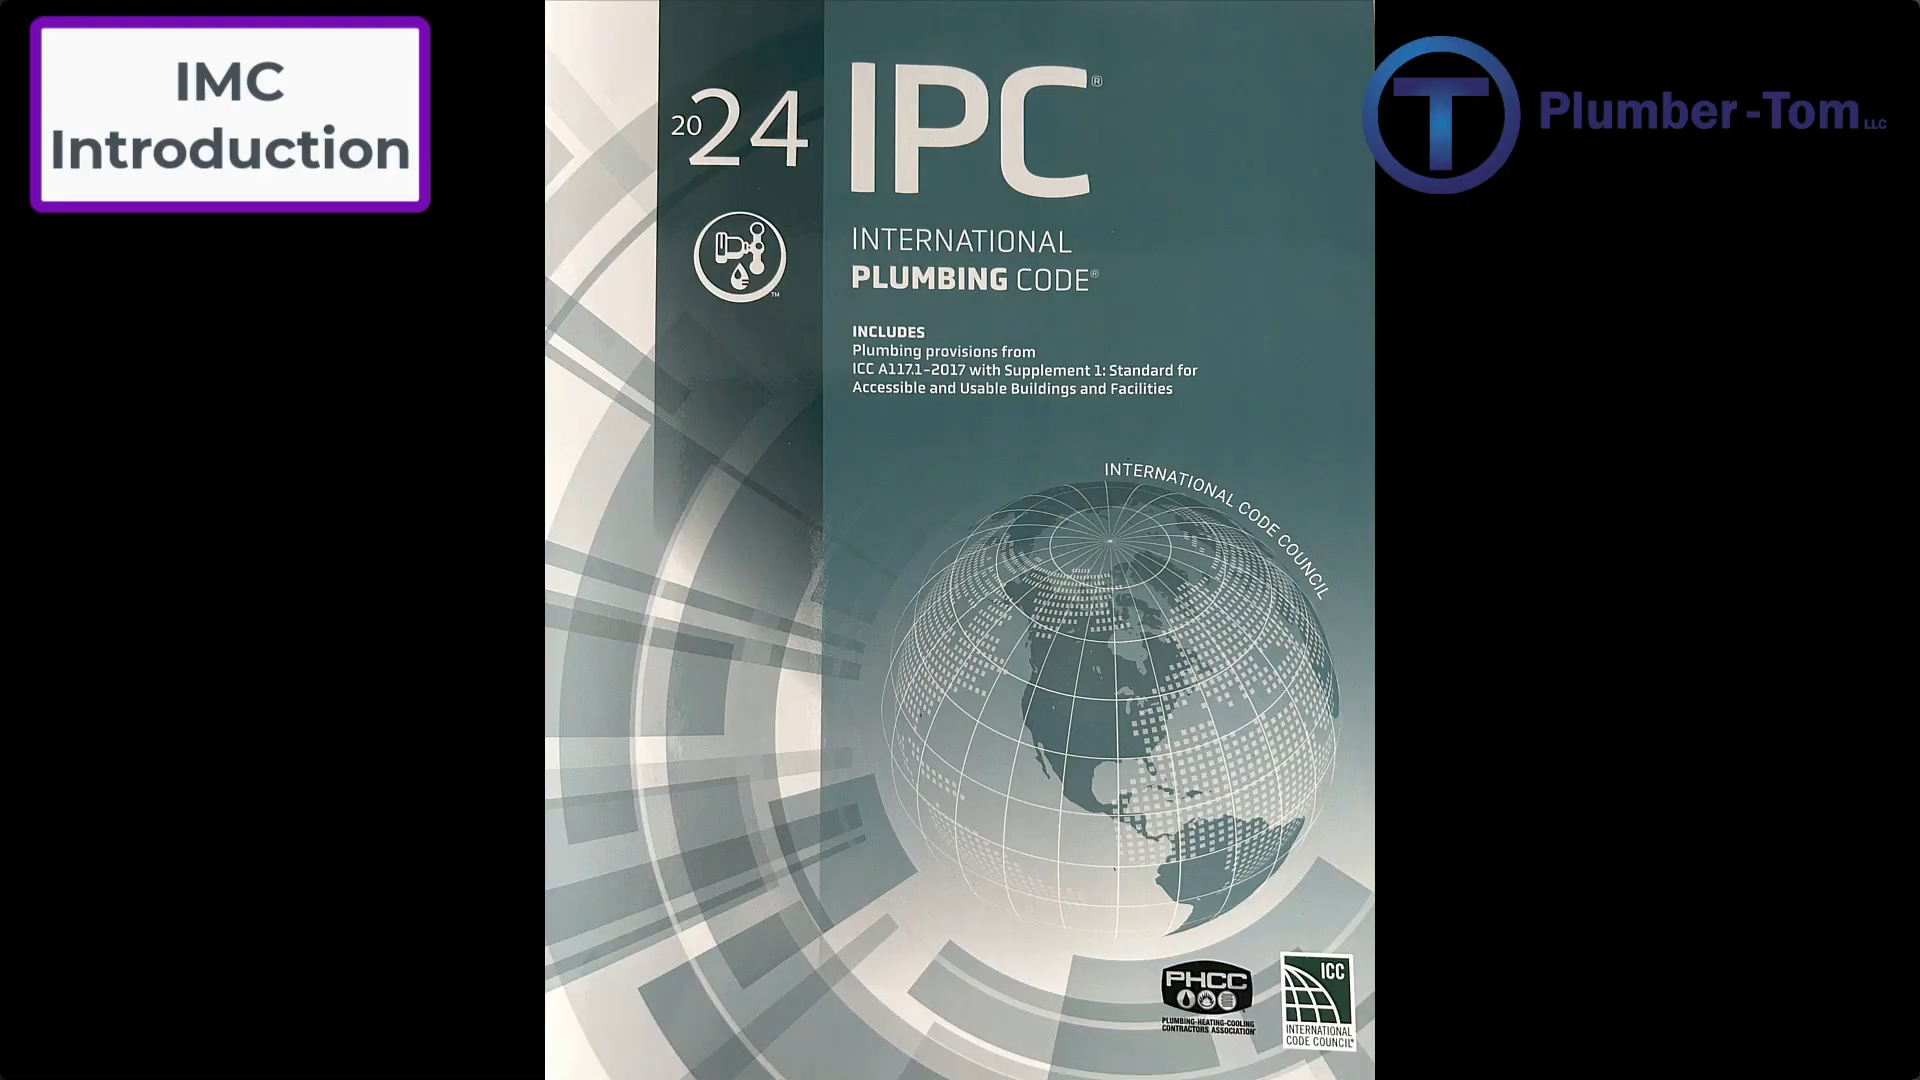 IMC
Introduction
2024
IPC®
INTERNATIONAL
PLUMBING CODE®
INCLUDES
Plumbing provisions from
ICC A117.1–2017 with Supplement 1: Standard for
Accessible and Usable Buildings and Facilities
TM
INTERNATIONAL CODE COUNCIL
PHCC
PLUMBING-HEATING-COOLING
CONTRACTORS ASSOCIATION
ICC
INTERNATIONAL
CODE COUNCIL®
T Plumber-Tom LLC